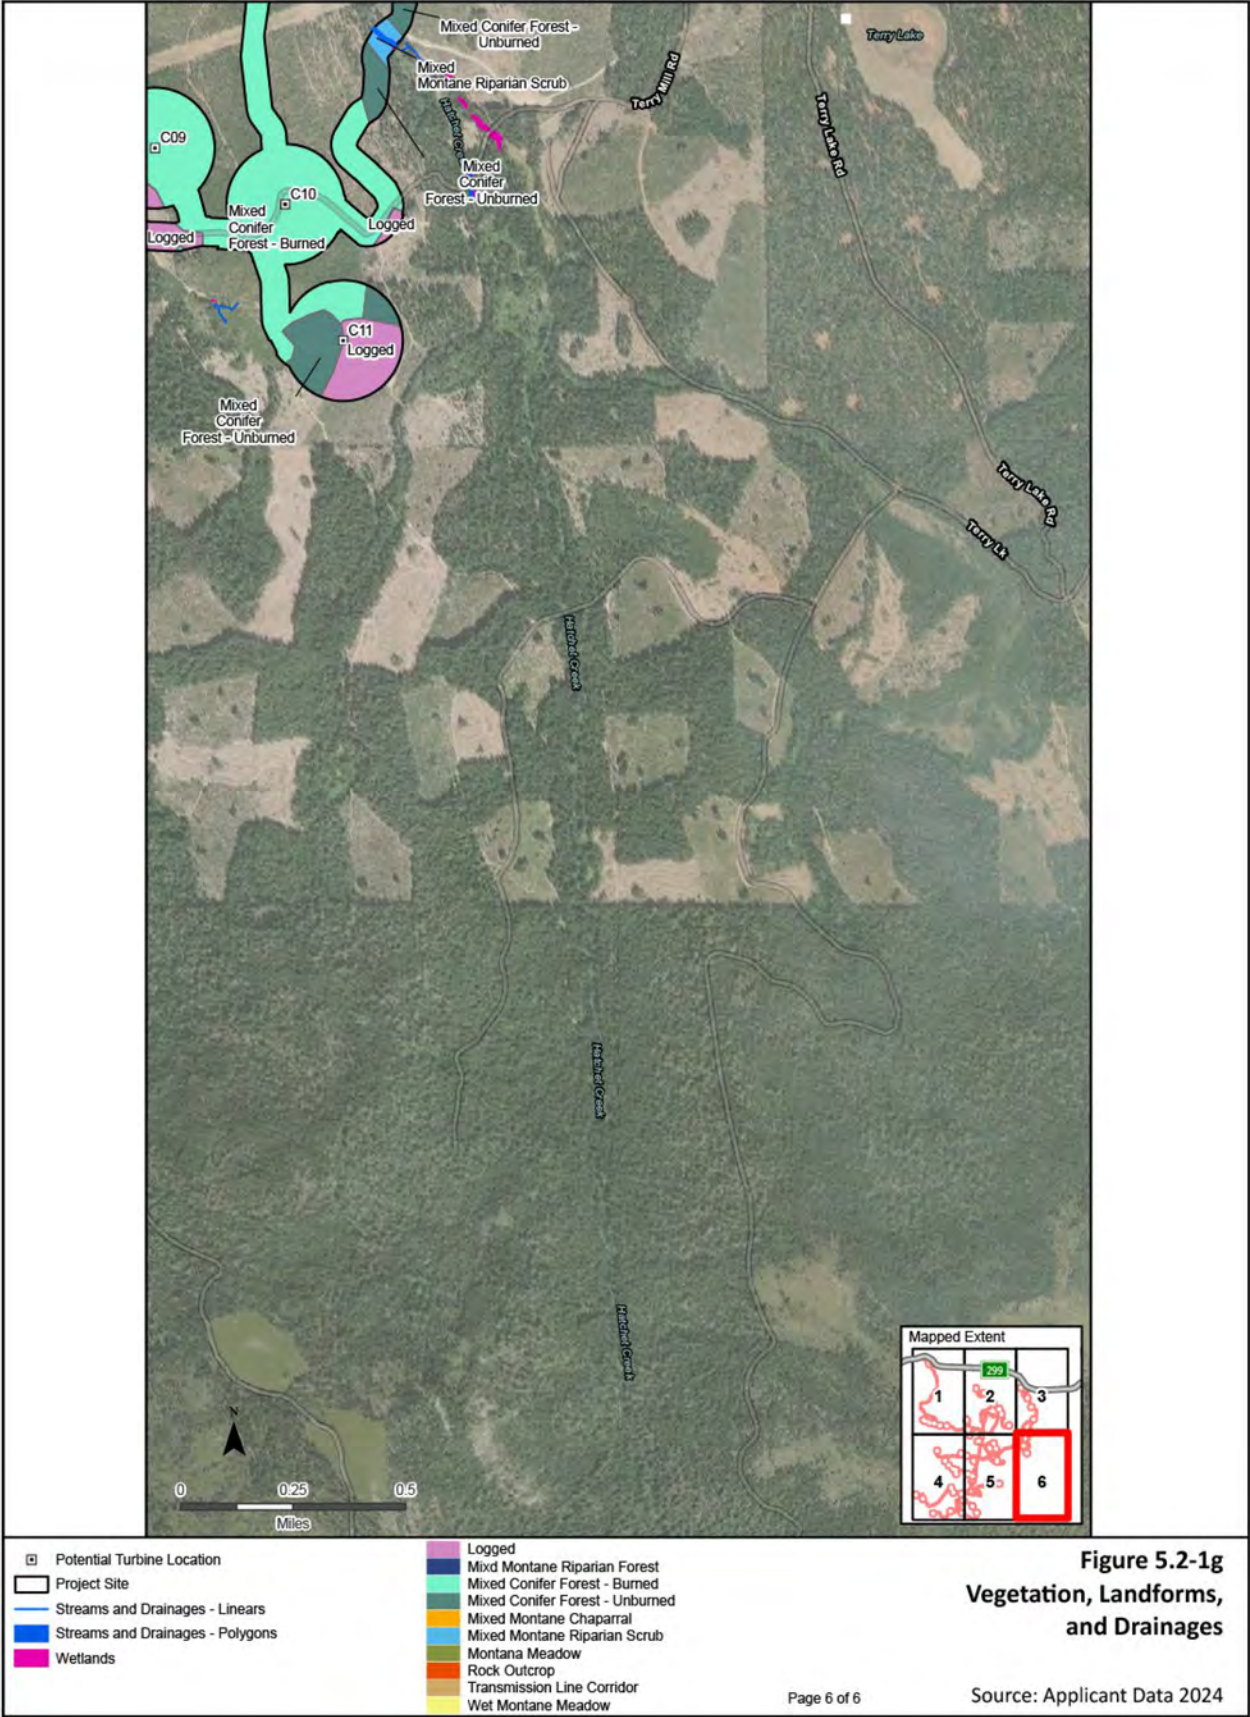 Mixed Conifer Forest -
Unburned
Terry Lake
Mixed
Montane Riparian Scrub
Terry Mill Rd
Terry Lake Rd
C09
Mixed
Conifer
Forest - Unburned
C10
Mixed
Conifer
Forest - Burned
Logged
Logged
C11
Logged
Mixed
Conifer
Forest - Unburned
Terry Lake Rd
Terry Lk
Hatchet Creek
Hatchet Creek
Hatchet Creek
Mapped Extent
299
1
2
3
4
5
6
N
0
0.25
0.5
Miles
Potential Turbine Location
Project Site
Streams and Drainages - Linears
Streams and Drainages - Polygons
Wetlands
Logged
Mixd Montane Riparian Forest
Mixed Conifer Forest - Burned
Mixed Conifer Forest - Unburned
Mixed Montane Chaparral
Mixed Montane Riparian Scrub
Montana Meadow
Rock Outcrop
Transmission Line Corridor
Wet Montane Meadow
Page 6 of 6
Figure 5.2-1g
Vegetation, Landforms,
and Drainages
Source: Applicant Data 2024